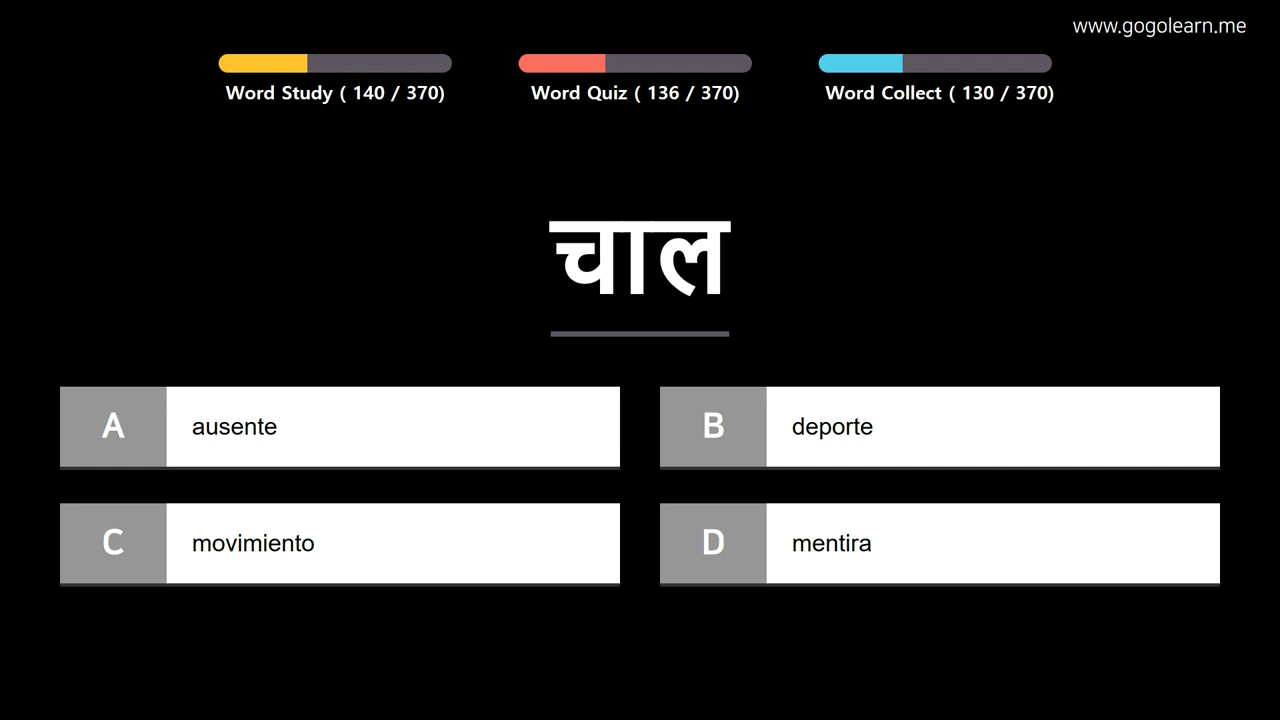 www.gogolearn.me
Word Study ( 140 / 370)
Word Quiz ( 136 / 370)
Word Collect ( 130 / 370)
चाल
A ausente
B deporte
C movimiento
D mentira